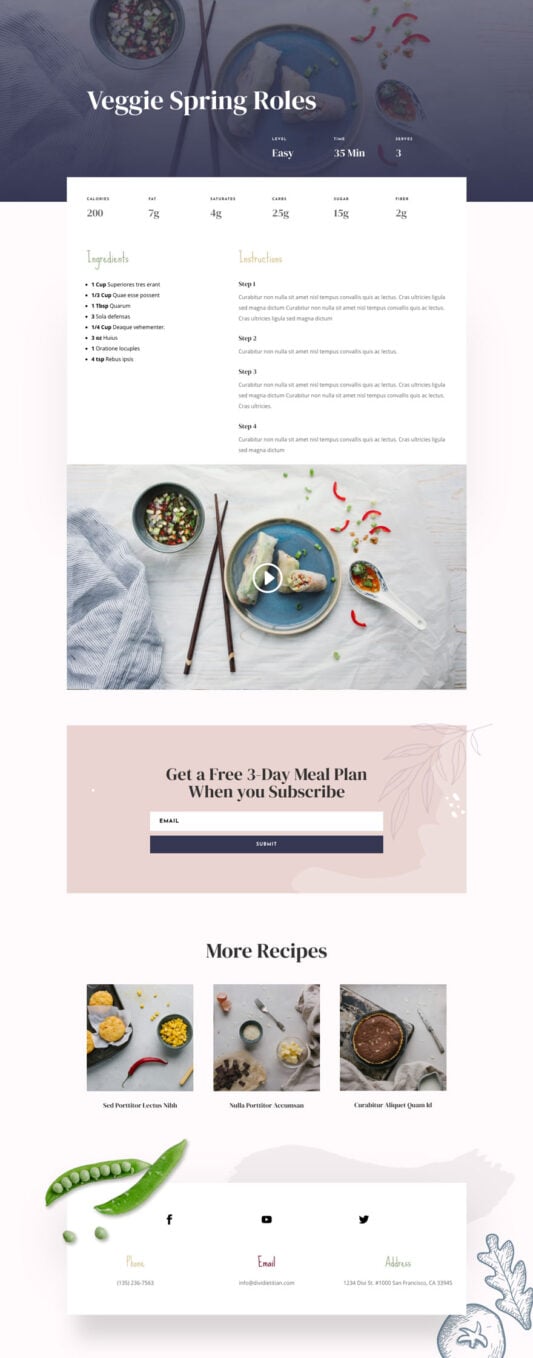 Veggie Spring Roles
LEVEL TIME SERVES
Easy 35 Min 3
CALORIES FAT SATURATES CARBS SUGAR FIBER
200 7g 4g 25g 15g 2g
Ingredients
1 Cup Superiores tres erant
1/3 Cup Quae esse possent
1 Tbsp Quarum
3 Sola defensas
1/4 Cup Deaque vehementer.
3 oz Huius
1 Oratione locuples
4 tsp Rebus ipsis
Instructions
Step 1
Curabitur non nulla sit amet nisl tempus convallis quis ac lectus. Cras ultricies ligula
sed magna dictum Curabitur non nulla sit amet nisl tempus convallis quis ac lectus.
Cras ultricies ligula sed magna dictum
Step 2
Curabitur non nulla sit amet nisl tempus convallis quis ac lectus.
Step 3
Curabitur non nulla sit amet nisl tempus convallis quis ac lectus. Cras ultricies ligula
sed magna dictum Curabitur non nulla sit amet nisl tempus convallis quis ac lectus.
Cras ultricies.
Step 4
Curabitur non nulla sit amet nisl tempus convallis quis ac lectus. Cras ultricies ligula
sed magna dictum
Get a Free 3-Day Meal Plan
When you Subscribe
EMAIL
SUBMIT
More Recipes
Sed Porttitor Lectus Nibh
Nulla Porttitor Accumsan
Curabitur Aliquet Quam Id
Phone
(135) 236-7563
Email
info@dividietitian.com
Address
1234 Divi St. #1000 San Francisco, CA 33945